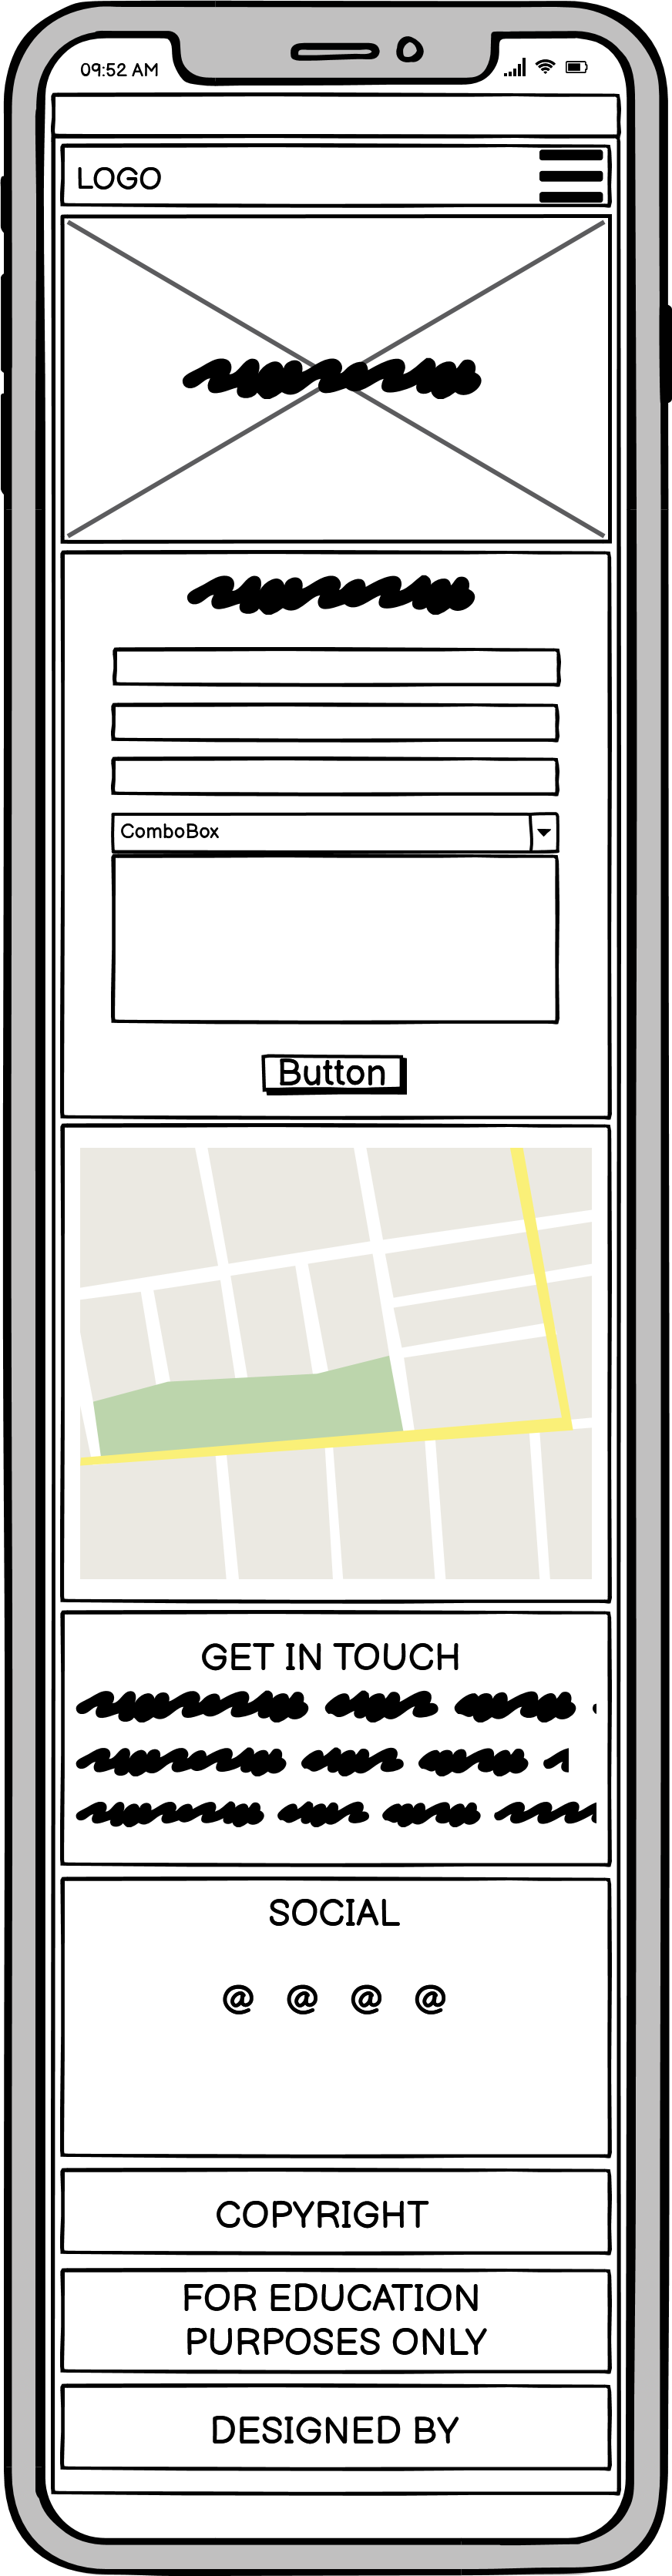 09:52 AM
LOGO
ComboBox
Button
GET IN TOUCH
SOCIAL
@ @ @ @
COPYRIGHT
FOR EDUCATION
PURPOSES ONLY
DESIGNED BY